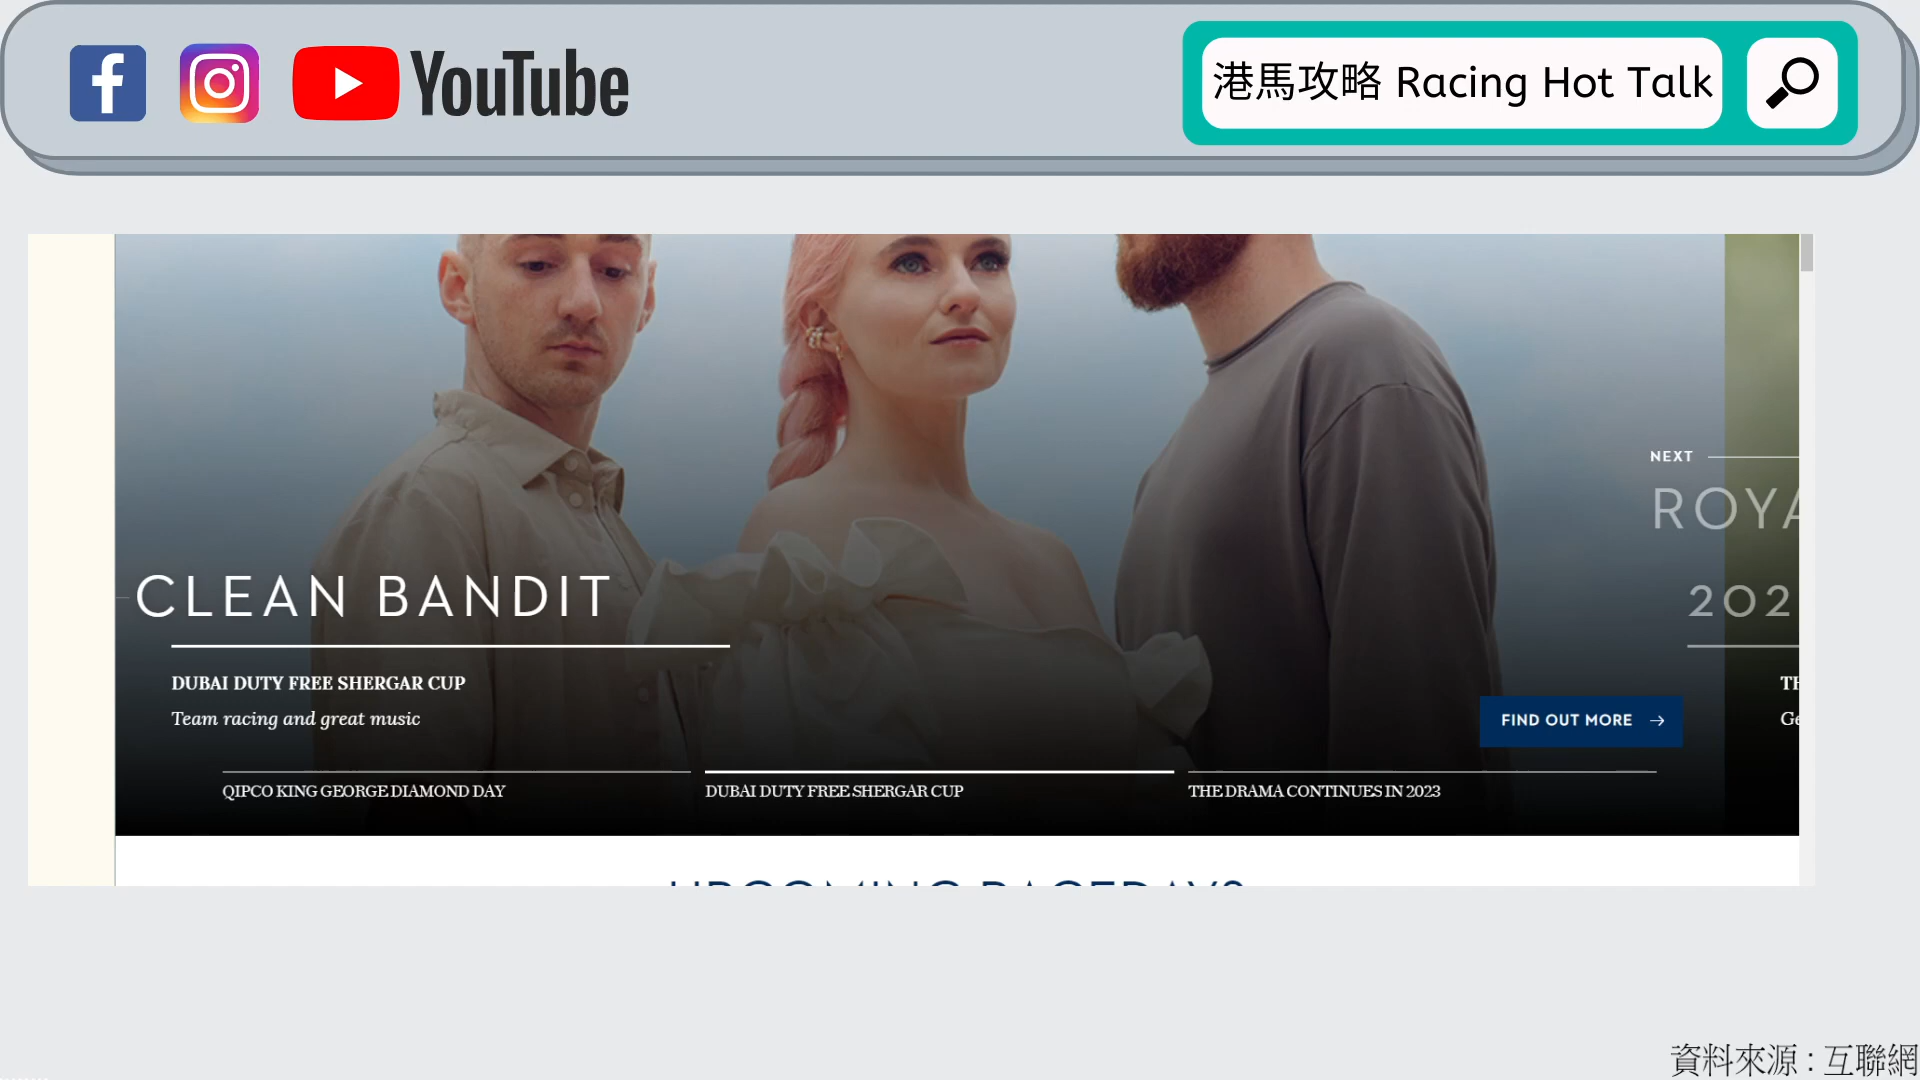 YouTube
港馬攻略 Racing Hot Talk
NEXT
CLEAN BANDIT
DUBAI DUTY FREE SHERGAR CUP
Team racing and great music
FIND OUT MORE
QIPCO KING GEORGE DIAMOND DAY
DUBAI DUTY FREE SHERGAR CUP
THE DRAMA CONTINUES IN 2023
UPCOMING RACEDAYS
資料來源 : 互聯網